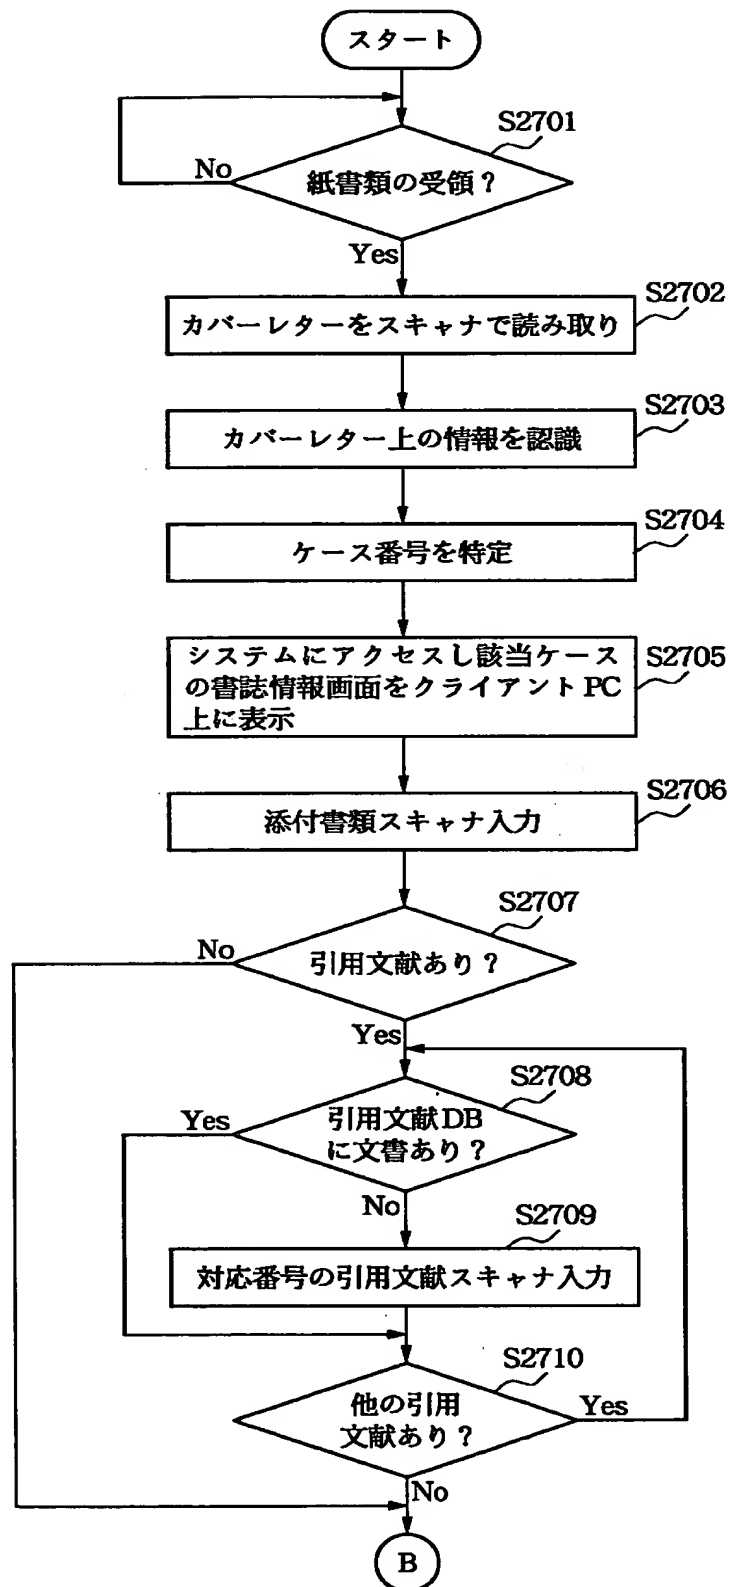 スタート
S2701
No
紙書類の受領？
Yes
S2702
カバーレターをスキャナで読み取り
S2703
カバーレター上の情報を認識
S2704
ケース番号を特定
S2705
システムにアクセスし該当ケース
の書誌情報画面をクライアントPC
上に表示
S2706
添付書類スキャナ入力
S2707
No
引用文献あり？
Yes
S2708
Yes
引用文献DB
に文書あり？
No
S2709
対応番号の引用文献スキャナ入力
S2710
他の引用
文献あり？
Yes
No
B